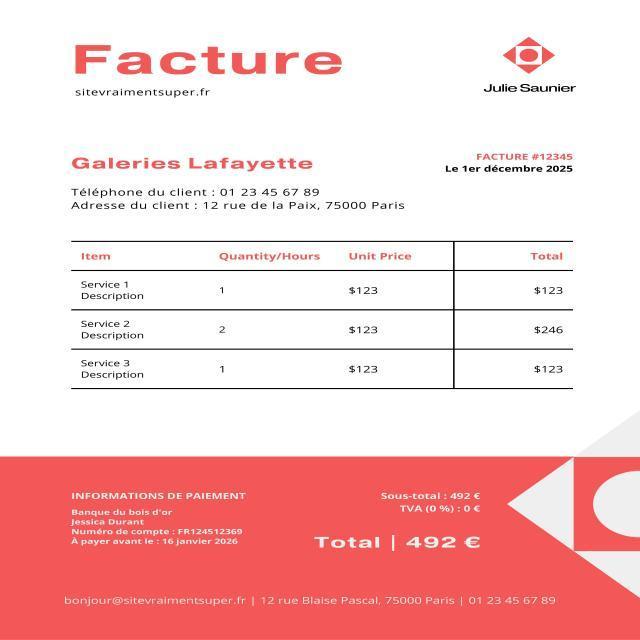 Facture
sitevraimentsuper.fr
Julie Saunier
Galeries Lafayette
FACTURE #12345
Le 1er décembre 2025
Téléphone du client : 01 23 45 67 89
Adresse du client : 12 rue de la Paix, 75000 Paris
Item Quantity/Hours Unit Price Total
Service 1
Description
1 $123 $123
Service 2
Description
2 $123 $246
Service 3
Description
1 $123 $123
INFORMATIONS DE PAIEMENT
Banque du bois d'or
Jessica Durant
Numéro de compte : FR124512369
À payer avant le : 16 janvier 2026
Sous-total : 492 €
TVA (0 %) : 0 €
Total | 492 €
bonjour@sitevraimentsuper.fr | 12 rue Blaise Pascal, 75000 Paris | 01 23 45 67 89